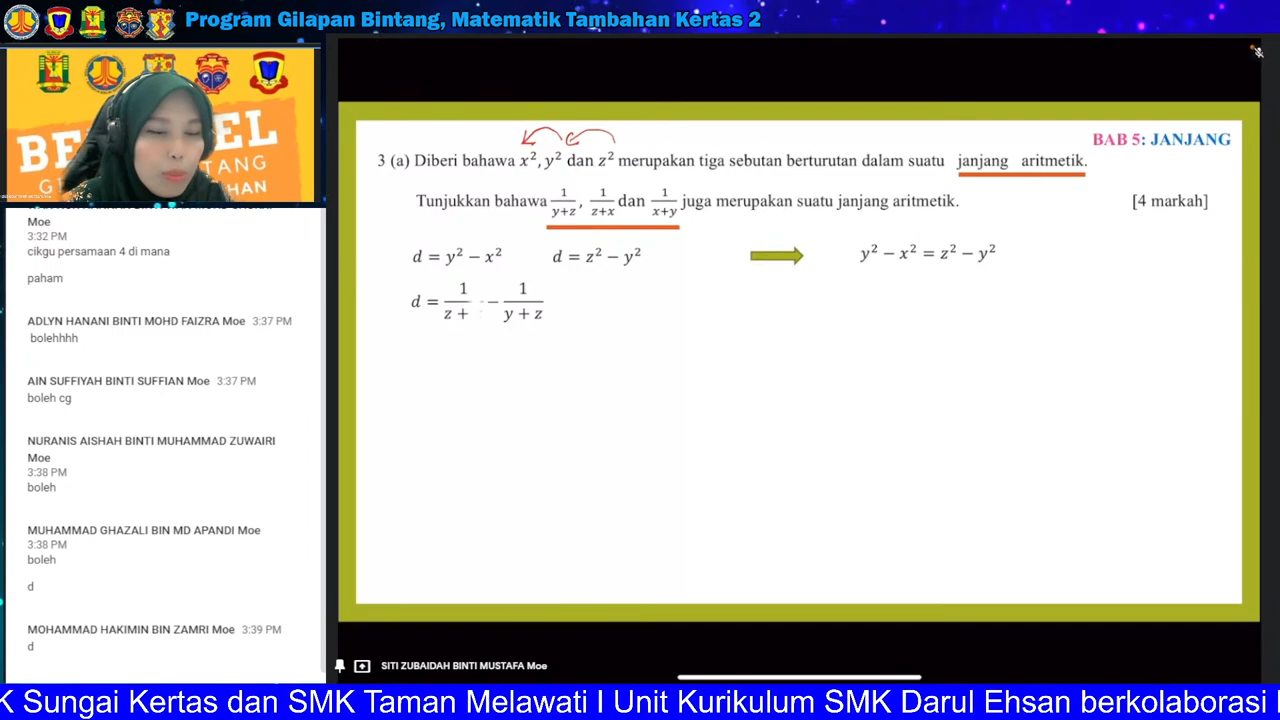 Program Gilapan Bintang, Matematik Tambahan Kertas 2
Moe
3:32 PM
cikgu persamaan 4 di mana
paham
ADLYN HANANI BINTI MOHD FAIZRA Moe 3:37 PM
bolehhhh
AIN SUFFIYAH BINTI SUFFIAN Moe 3:37 PM
boleh cg
NURANIS AISHAH BINTI MUHAMMAD ZUWAIRI
Moe
3:38 PM
boleh
MUHAMMAD GHAZALI BIN MD APANDI Moe
3:38 PM
boleh
d
MOHAMMAD HAKIMIN BIN ZAMRI Moe 3:39 PM
d
BAB 5: JANJANG
3 (a) Diberi bahawa x², y² dan z² merupakan tiga sebutan berturutan dalam suatu janjang aritmetik.
Tunjukkan bahawa 1/(y+z), 1/(z+x) dan 1/(x+y) juga merupakan suatu janjang aritmetik. [4 markah]
d = y² − x² d = z² − y² y² − x² = z² − y²
d = 1/(z + − 1/(y + z)
SITI ZUBAIDAH BINTI MUSTAFA Moe
K Sungai Kertas dan SMK Taman Melawati I Unit Kurikulum SMK Darul Ehsan berkolaborasi